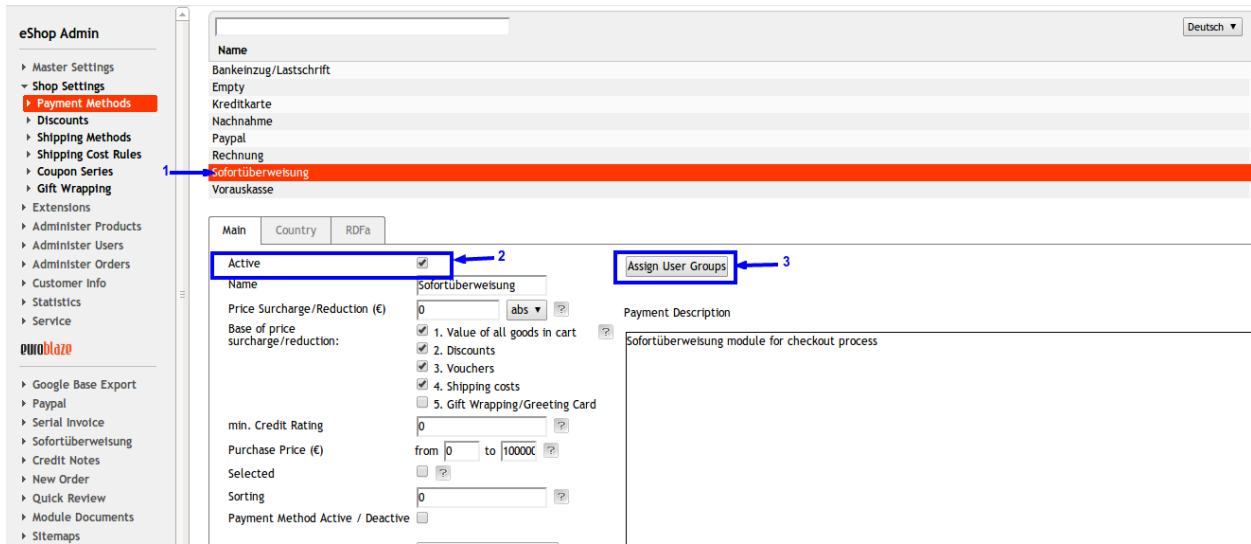 eShop Admin
Master Settings
Shop Settings
Payment Methods
Discounts
Shipping Methods
Shipping Cost Rules
Coupon Series
Gift Wrapping
Extensions
Administer Products
Administer Users
Administer Orders
Customer Info
Statistics
Service
euroblaze
Google Base Export
Paypal
Serial Invoice
Sofortüberweisung
Credit Notes
New Order
Quick Review
Module Documents
Sitemaps
Deutsch
Name
Bankeinzug/Lastschrift
Empty
Kreditkarte
Nachnahme
Paypal
Rechnung
1
Sofortüberweisung
Vorauskasse
Main Country RDFa
Active
2
Name Sofortüberweisung
Price Surcharge/Reduction (€) 0 abs ?
Base of price
surcharge/reduction:
1. Value of all goods in cart ?
2. Discounts
3. Vouchers
4. Shipping costs
5. Gift Wrapping/Greeting Card
min. Credit Rating 0 ?
Purchase Price (€) from 0 to 10000 ?
Selected ?
Sorting 0 ?
Payment Method Active / Deactive
Assign User Groups
3
Payment Description
Sofortüberweisung module for checkout process